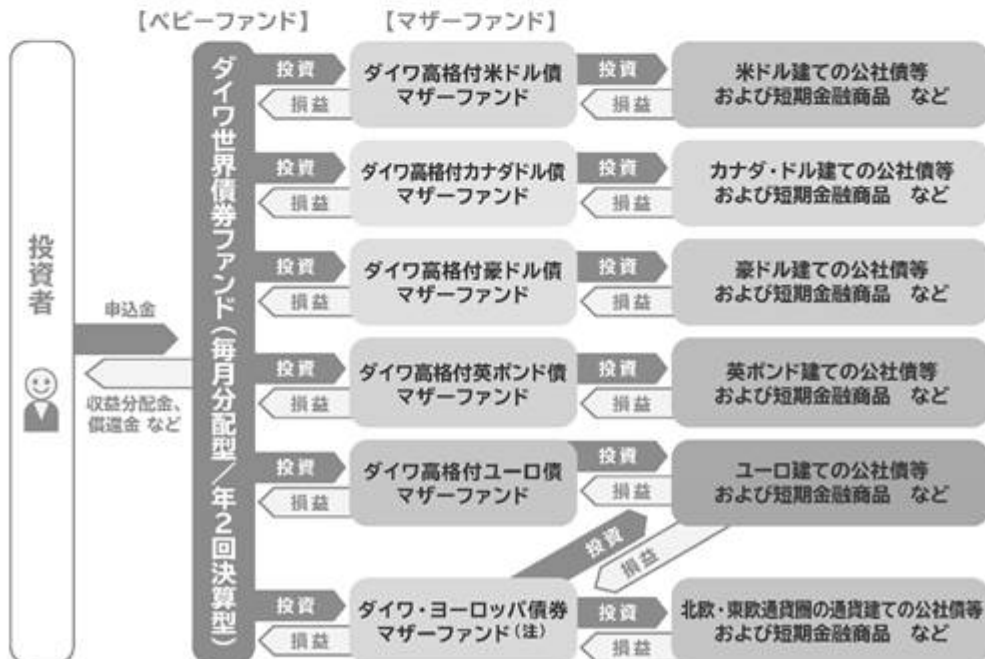 【ベビーファンド】
【マザーファンド】
投資者
申込金
収益分配金、
償還金 など
ダイワ世界債券ファンド(毎月分配型/年2回決算型)
投資
損益
ダイワ高格付米ドル債
マザーファンド
投資
損益
米ドル建ての公社債等
および短期金融商品 など
投資
損益
ダイワ高格付カナダドル債
マザーファンド
投資
損益
カナダ・ドル建ての公社債等
および短期金融商品 など
投資
損益
ダイワ高格付豪ドル債
マザーファンド
投資
損益
豪ドル建ての公社債等
および短期金融商品 など
投資
損益
ダイワ高格付英ポンド債
マザーファンド
投資
損益
英ポンド建ての公社債等
および短期金融商品 など
投資
損益
ダイワ高格付ユーロ債
マザーファンド
投資
損益
ユーロ建ての公社債等
および短期金融商品 など
投資
損益
投資
損益
ダイワ・ヨーロッパ債券
マザーファンド(注)
投資
損益
北欧・東欧通貨圏の通貨建ての公社債等
および短期金融商品 など